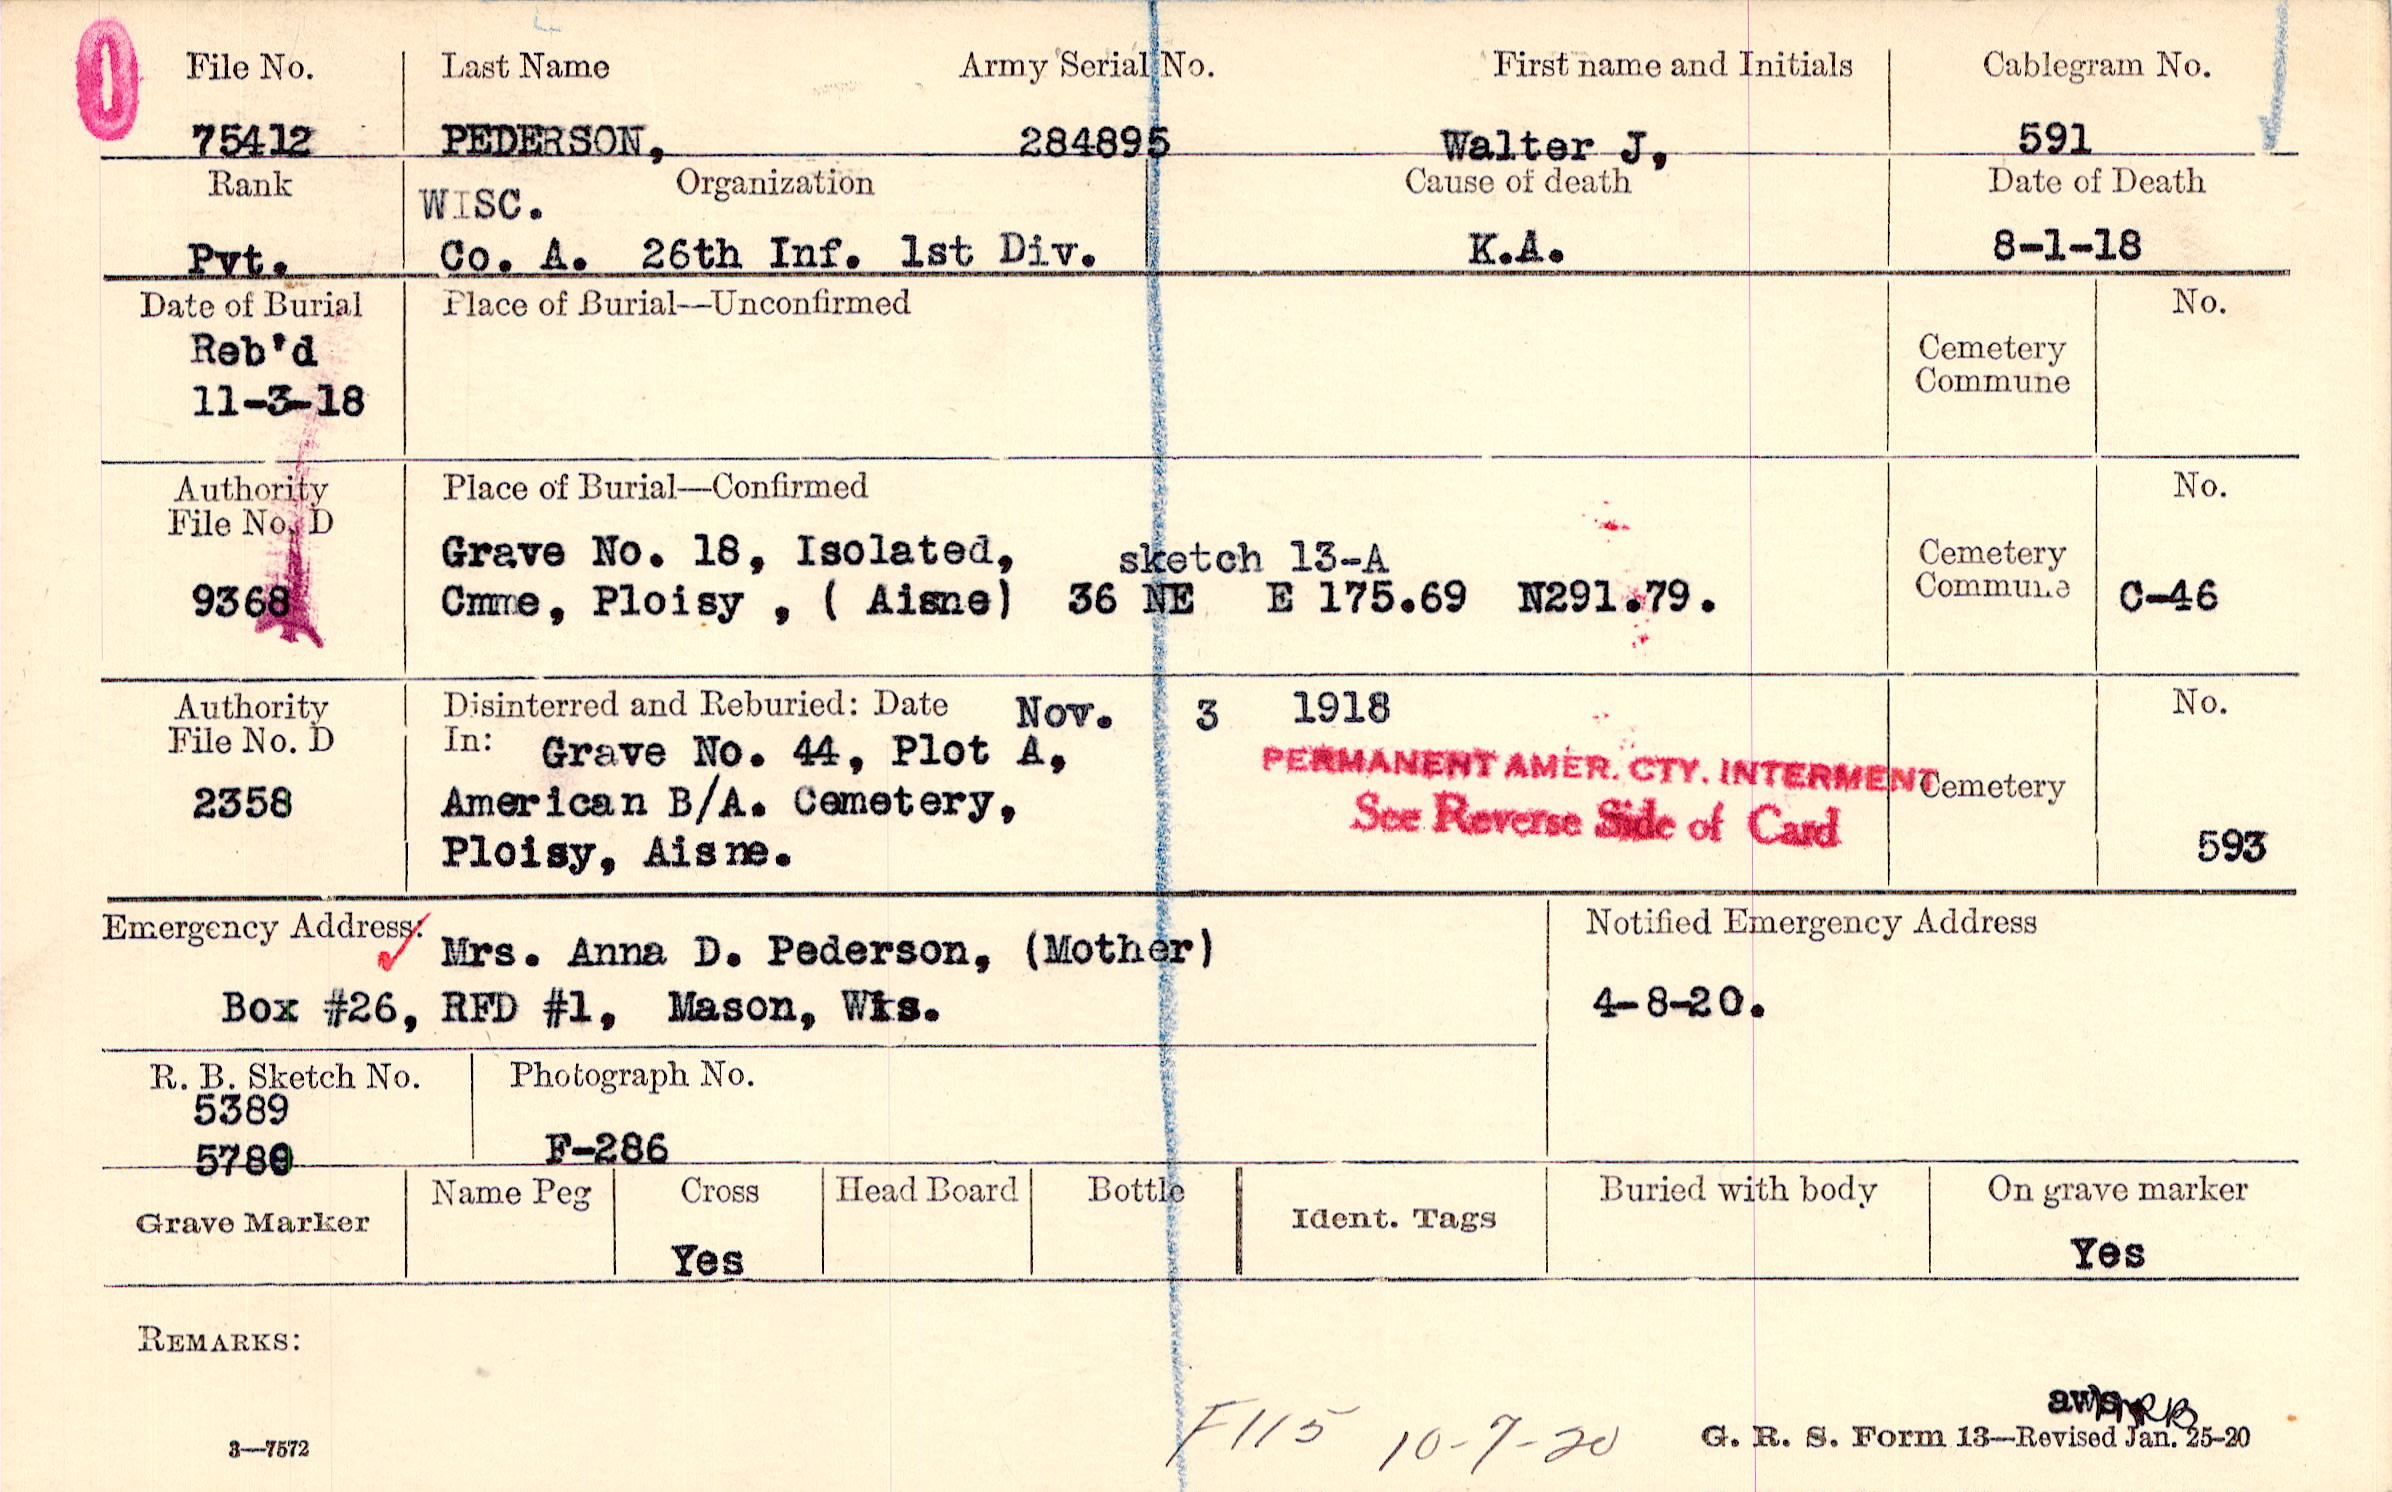 File No. Last Name Army Serial No. First name and Initials Cablegram No.
75412 PEDERSON, 284895 Walter J, 591
Rank Organization Cause of death Date of Death
WISC.
Pvt. Co. A. 26th Inf. 1st Div. K.A. 8-1-18
Date of Burial Place of Burial—Unconfirmed No.
Reb'd Cemetery
Commune
11-3-18
Authority Place of Burial—Confirmed No.
File No. D
Grave No. 18, Isolated, sketch 13-A Cemetery
9368 Cmme, Ploisy , ( Aisne) 36 NE E 175.69 N291.79. Commune C-46
Authority Disinterred and Reburied: Date Nov. 3 1918 No.
File No. D In: Grave No. 44, Plot A,
PERMANENT AMER. CTY. INTERMENT
2358 American B/A. Cemetery, Cemetery
See Reverse Side of Card
Ploisy, Aisne. 593
Emergency Address: Mrs. Anna D. Pederson, (Mother) Notified Emergency Address
Box #26, RFD #1, Mason, Wis. 4-8-20.
R. B. Sketch No. Photograph No.
5389
5789 F-286
Grave Marker Name Peg Cross Head Board Bottle Ident. Tags Buried with body On grave marker
Yes Yes
REMARKS:
aws
F115 10-7-20
3—7572 G. R. S. Form 13—Revised Jan. 25-20